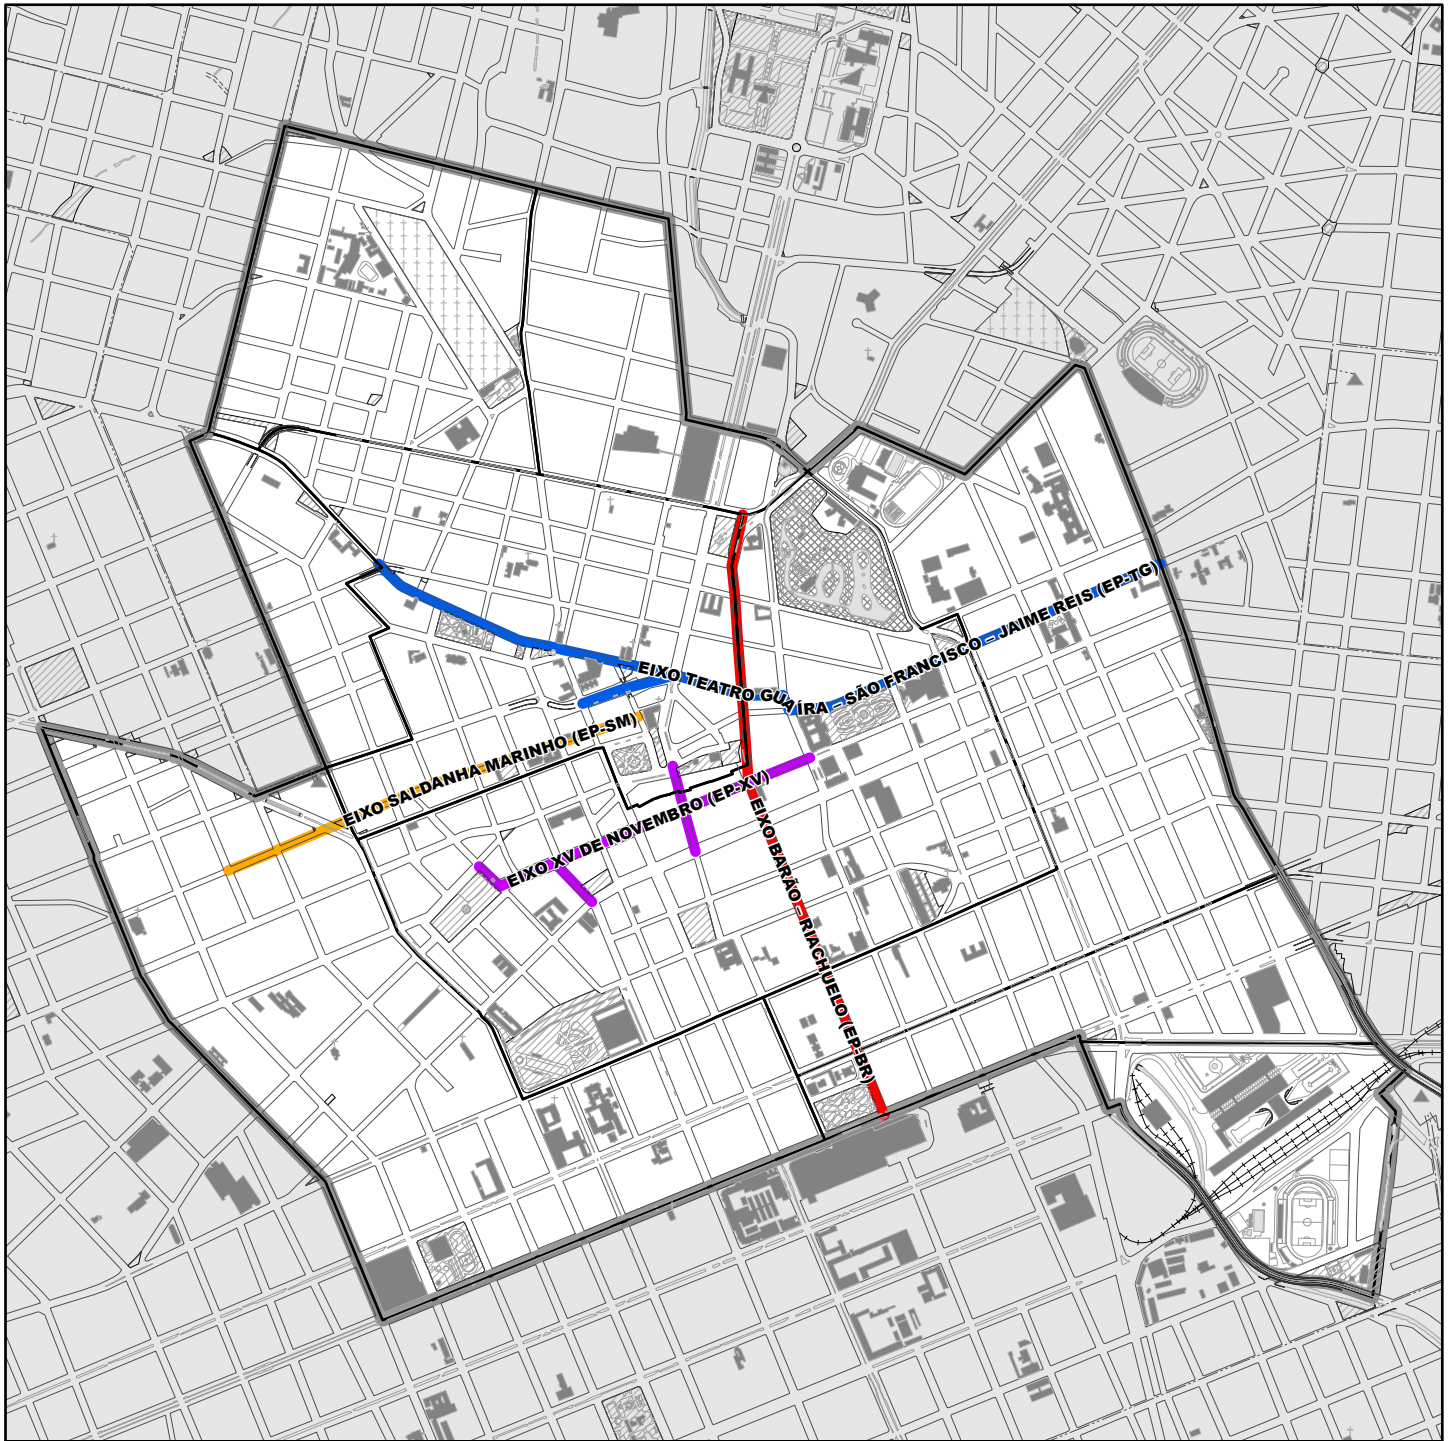 EIXO TEATRO GUAÍRA – SÃO FRANCISCO – JAIME REIS (EP-TG)
EIXO SALDANHA MARINHO (EP-SM)
EIXO XV DE NOVEMBRO (EP-XV)
EIXO BARÃO – RIACHUELO (EP-BR)